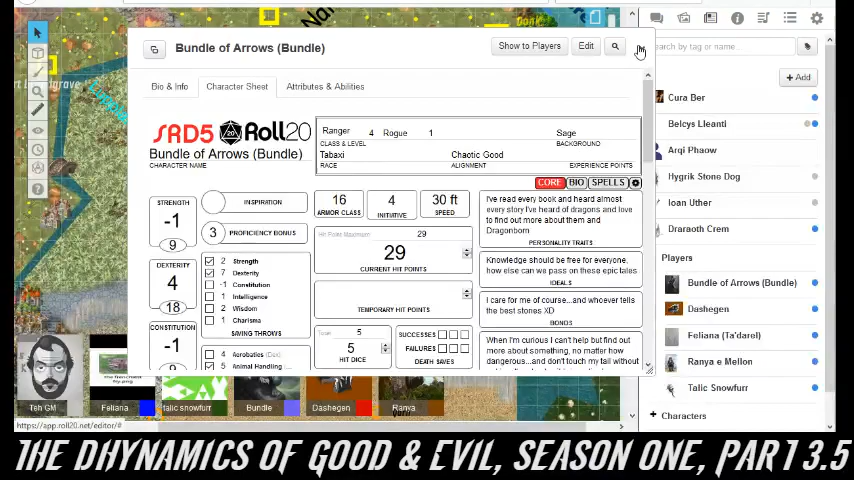 Bundle of Arrows (Bundle)
Show to Players
Edit
Bio & Info
Character Sheet
Attributes & Abilities
SRD5 Roll20
Bundle of Arrows (Bundle)
CHARACTER NAME
Ranger 4 Rogue 1
Sage
CLASS & LEVEL
BACKGROUND
Tabaxi
Chaotic Good
RACE
ALIGNMENT
EXPERIENCE POINTS
CORE
BIO
SPELLS
STRENGTH
-1
9
DEXTERITY
4
18
CONSTITUTION
-1
9
INSPIRATION
3
PROFICIENCY BONUS
2 Strength
7 Dexterity
-1 Constitution
1 Intelligence
2 Wisdom
1 Charisma
SAVING THROWS
4 Acrobatics (Dex)
5 Animal Handling
16
ARMOR CLASS
4
INITIATIVE
30 ft
SPEED
Hit Point Maximum
29
29
CURRENT HIT POINTS
TEMPORARY HIT POINTS
Total
5
5
HIT DICE
SUCCESSES
FAILURES
DEATH SAVES
I've read every book and heard almost
every story I've heard of dragons and love
to find out more about them and
Dragonborn
PERSONALITY TRAITS
Knowledge should be free for everyone,
how else can we pass on these epic tales
IDEALS
I care for me of course...and whoever tells
the best stories XD
BONDS
When I'm curious I can't help but find out
more about something, no matter how
dangerous...and don't touch my tail without
search by tag or name...
Add
Cura Ber
Belcys Lleanti
Arqi Phaow
Hygrik Stone Dog
Ioan Uther
Draraoth Crem
Players
Bundle of Arrows (Bundle)
Dashegen
Feliana (Ta'darel)
Ranya e Mellon
Talic Snowfurr
Characters
Teh GM
Feliana
talic snowfurr
Bundle
Dashegen
Ranya
https://app.roll20.net/editor/#
THE DHYNAMICS OF GOOD & EVIL, SEASON ONE, PART 3.5